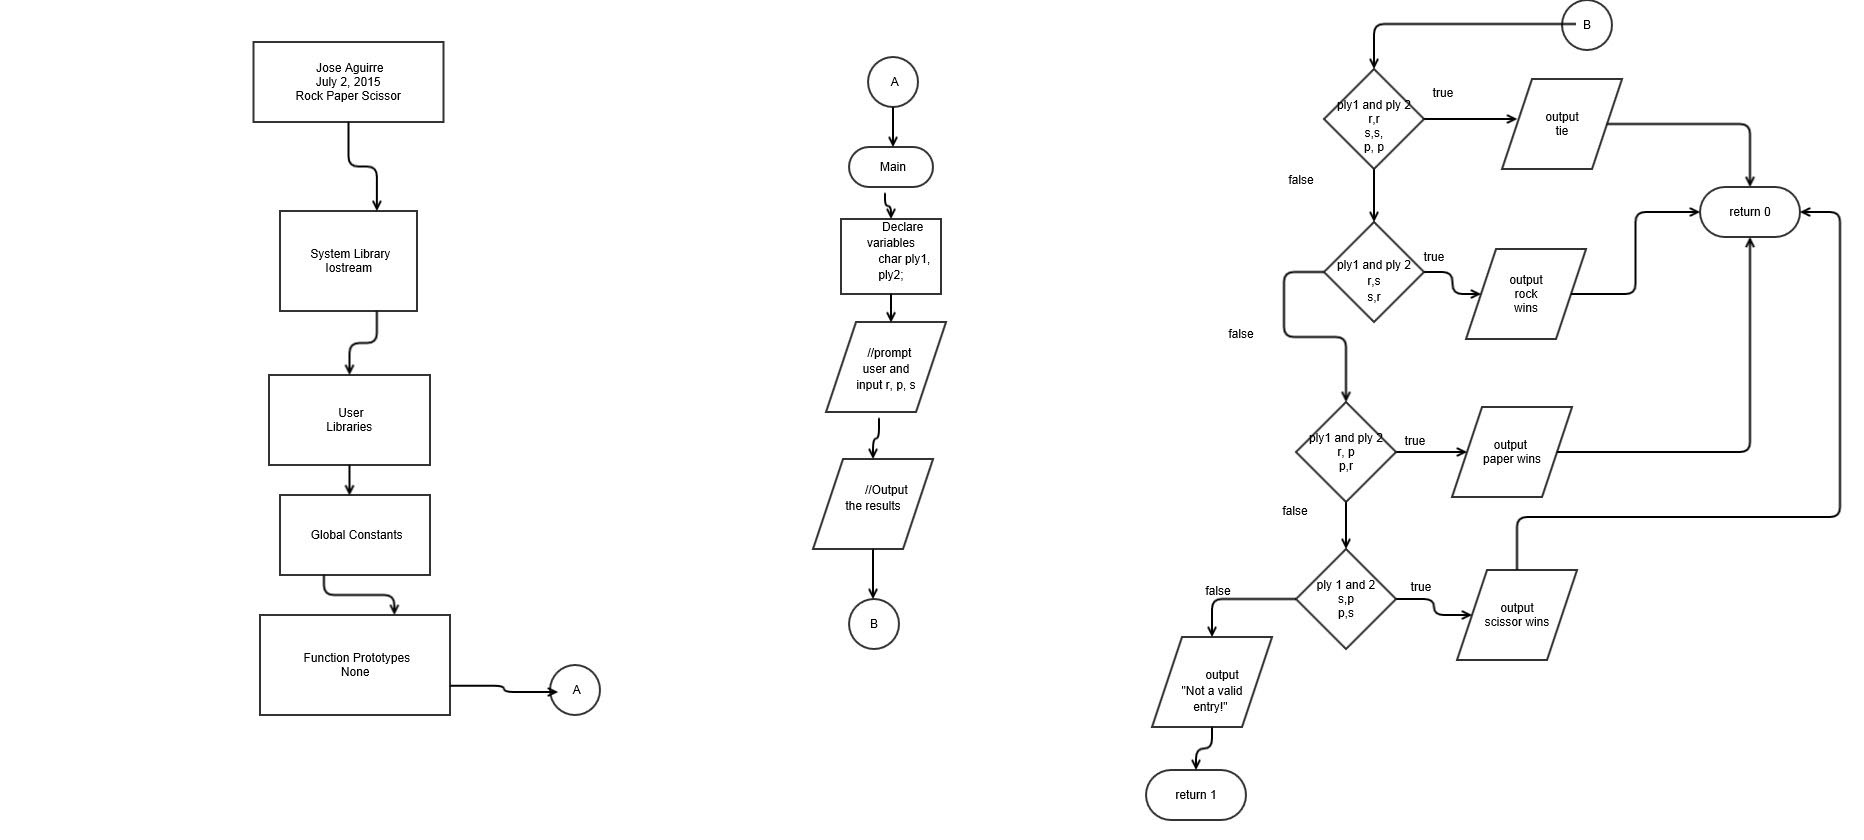 Jose Aguirre
July 2, 2015
Rock Paper Scissor
System Library
Iostream
User
Libraries
Global Constants
Function Prototypes
None
A
A
Main
Declare
variables
char ply1,
ply2;
//prompt
user and
input r, p, s
//Output
the results
B
B
ply1 and ply 2
r,r
s,s,
p, p
true
output
tie
false
return 0
ply1 and ply 2
r,s
s,r
true
output
rock
wins
false
ply1 and ply 2
r, p
p,r
true
output
paper wins
false
ply 1 and 2
s,p
p,s
true
output
scissor wins
false
output
"Not a valid
entry!"
return 1